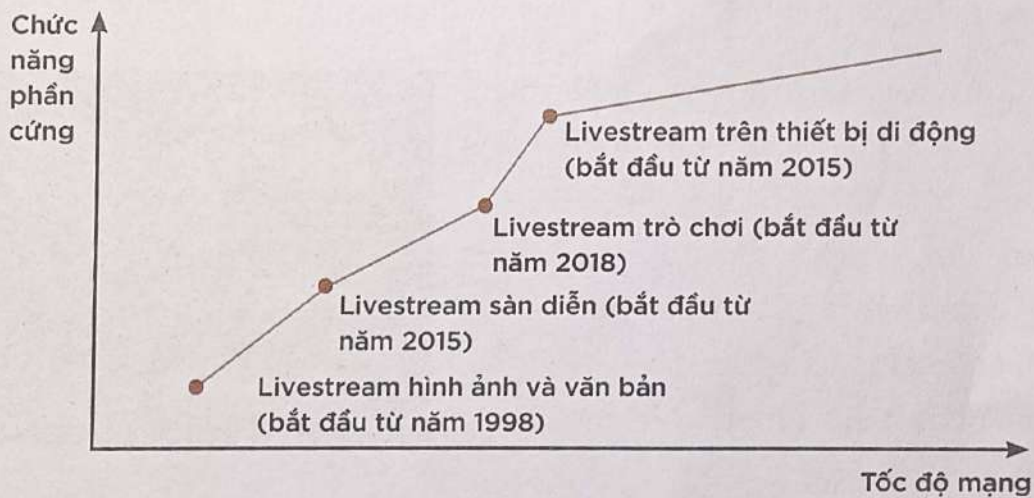 Chức
năng
phần
cứng
Livestream trên thiết bị di động
(bắt đầu từ năm 2015)
Livestream trò chơi (bắt đầu từ
năm 2018)
Livestream sàn diễn (bắt đầu từ
năm 2015)
Livestream hình ảnh và văn bản
(bắt đầu từ năm 1998)
Tốc độ mạng